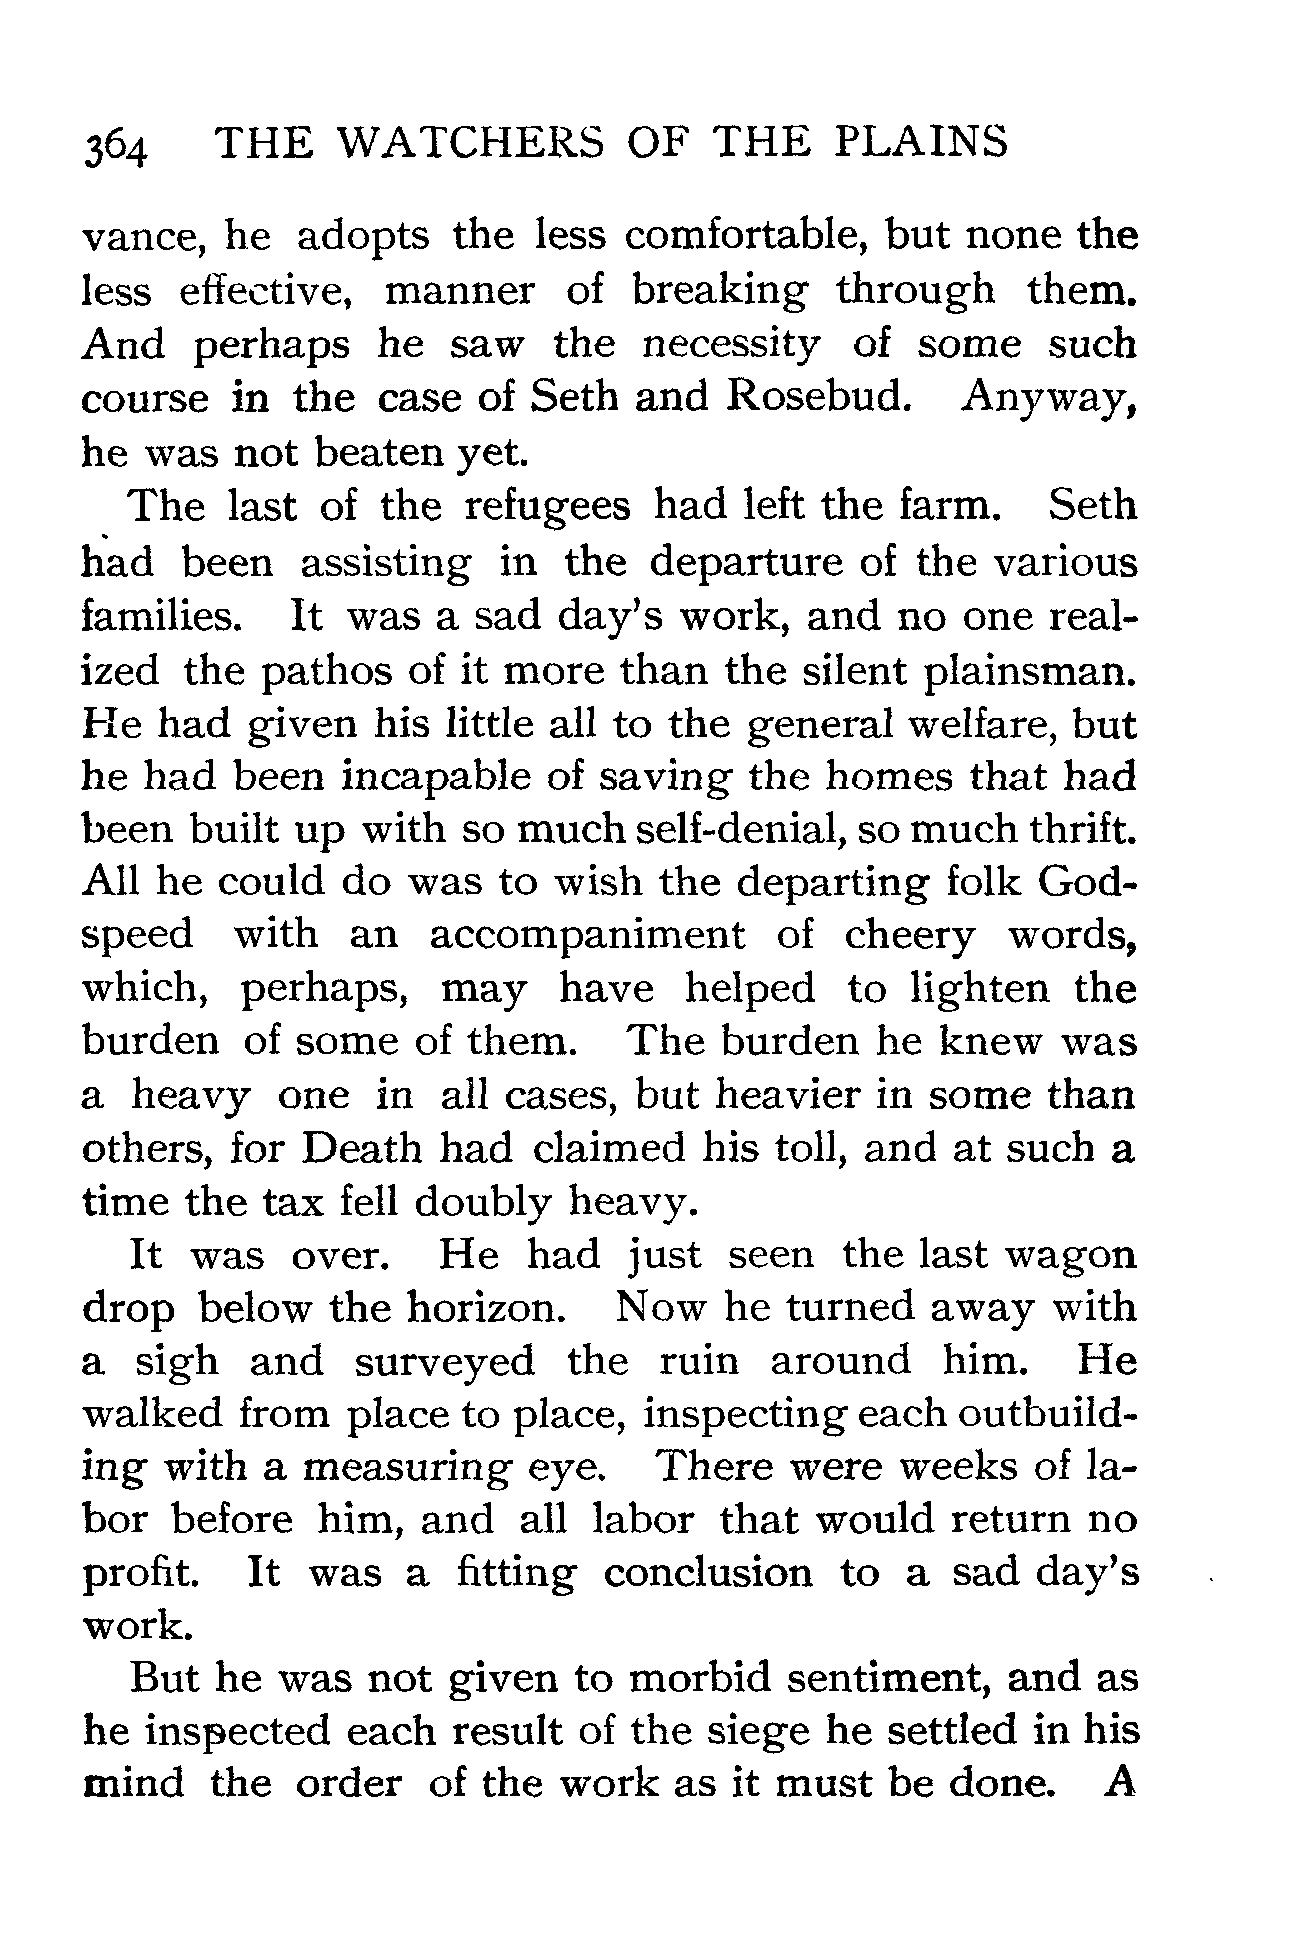 364 THE WATCHERS OF THE PLAINS
vance, he adopts the less comfortable, but none the
less effective, manner of breaking through them.
And perhaps he saw the necessity of some such
course in the case of Seth and Rosebud. Anyway,
he was not beaten yet.
The last of the refugees had left the farm. Seth
had been assisting in the departure of the various
families. It was a sad day's work, and no one real-
ized the pathos of it more than the silent plainsman.
He had given his little all to the general welfare, but
he had been incapable of saving the homes that had
been built up with so much self-denial, so much thrift.
All he could do was to wish the departing folk God-
speed with an accompaniment of cheery words,
which, perhaps, may have helped to lighten the
burden of some of them. The burden he knew was
a heavy one in all cases, but heavier in some than
others, for Death had claimed his toll, and at such a
time the tax fell doubly heavy.
It was over. He had just seen the last wagon
drop below the horizon. Now he turned away with
a sigh and surveyed the ruin around him. He
walked from place to place, inspecting each outbuild-
ing with a measuring eye. There were weeks of la-
bor before him, and all labor that would return no
profit. It was a fitting conclusion to a sad day's
work.
But he was not given to morbid sentiment, and as
he inspected each result of the siege he settled in his
mind the order of the work as it must be done. A